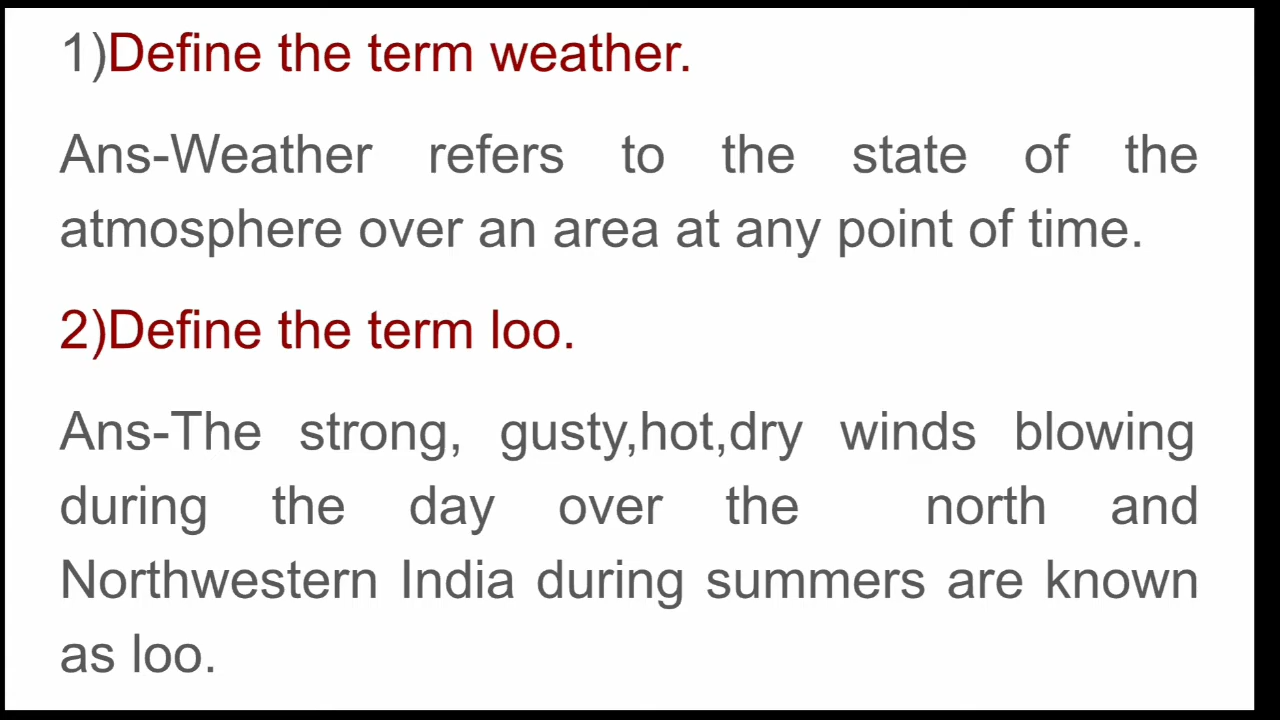 1)Define the term weather.
Ans-Weather refers to the state of the
atmosphere over an area at any point of time.
2)Define the term loo.
Ans-The strong, gusty,hot,dry winds blowing
during the day over the north and
Northwestern India during summers are known
as loo.